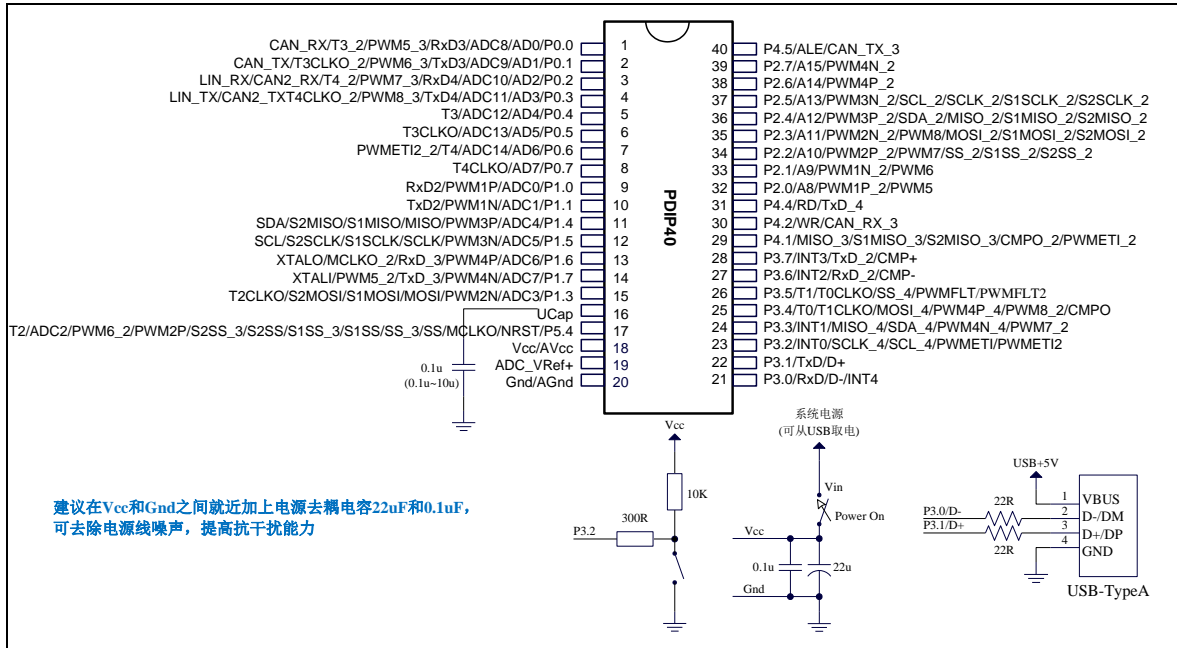 CAN_RX/T3_2/PWM5_3/RxD3/ADC8/AD0/P0.0 1
CAN_TX/T3CLKO_2/PWM6_3/TxD3/ADC9/AD1/P0.1 2
LIN_RX/CAN2_RX/T4_2/PWM7_3/RxD4/ADC10/AD2/P0.2 3
LIN_TX/CAN2_TXT4CLKO_2/PWM8_3/TxD4/ADC11/AD3/P0.3 4
T3/ADC12/AD4/P0.4 5
T3CLKO/ADC13/AD5/P0.5 6
PWMETI2_2/T4/ADC14/AD6/P0.6 7
T4CLKO/AD7/P0.7 8
RxD2/PWM1P/ADC0/P1.0 9
TxD2/PWM1N/ADC1/P1.1 10
SDA/S2MISO/S1MISO/MISO/PWM3P/ADC4/P1.4 11
SCL/S2SCLK/S1SCLK/SCLK/PWM3N/ADC5/P1.5 12
XTALO/MCLKO_2/RxD_3/PWM4P/ADC6/P1.6 13
XTALI/PWM5_2/TxD_3/PWM4N/ADC7/P1.7 14
T2CLKO/S2MOSI/S1MOSI/MOSI/PWM2N/ADC3/P1.3 15
UCap 16
T2/ADC2/PWM6_2/PWM2P/S2SS_3/S2SS/S1SS_3/S1SS/SS_3/SS/MCLKO/NRST/P5.4 17
Vcc/AVcc 18
ADC_VRef+ 19
Gnd/AGnd 20
PDIP40
40 P4.5/ALE/CAN_TX_3
39 P2.7/A15/PWM4N_2
38 P2.6/A14/PWM4P_2
37 P2.5/A13/PWM3N_2/SCL_2/SCLK_2/S1SCLK_2/S2SCLK_2
36 P2.4/A12/PWM3P_2/SDA_2/MISO_2/S1MISO_2/S2MISO_2
35 P2.3/A11/PWM2N_2/PWM8/MOSI_2/S1MOSI_2/S2MOSI_2
34 P2.2/A10/PWM2P_2/PWM7/SS_2/S1SS_2/S2SS_2
33 P2.1/A9/PWM1N_2/PWM6
32 P2.0/A8/PWM1P_2/PWM5
31 P4.4/RD/TxD_4
30 P4.2/WR/CAN_RX_3
29 P4.1/MISO_3/S1MISO_3/S2MISO_3/CMPO_2/PWMETI_2
28 P3.7/INT3/TxD_2/CMP+
27 P3.6/INT2/RxD_2/CMP-
26 P3.5/T1/T0CLKO/SS_4/PWMFLT/PWMFLT2
25 P3.4/T0/T1CLKO/MOSI_4/PWM4P_4/PWM8_2/CMPO
24 P3.3/INT1/MISO_4/SDA_4/PWM4N_4/PWM7_2
23 P3.2/INT0/SCLK_4/SCL_4/PWMETI/PWMETI2
22 P3.1/TxD/D+
21 P3.0/RxD/D-/INT4
0.1u
(0.1u~10u)
建议在Vcc和Gnd之间就近加上电源去耦电容22uF和0.1uF，
可去除电源线噪声，提高抗干扰能力
Vcc
10K
300R
P3.2
系统电源
(可从USB取电)
Vin
Power On
Vcc
0.1u
22u
Gnd
USB+5V
22R
P3.0/D-
P3.1/D+
22R
1 VBUS
2 D-/DM
3 D+/DP
4 GND
USB-TypeA